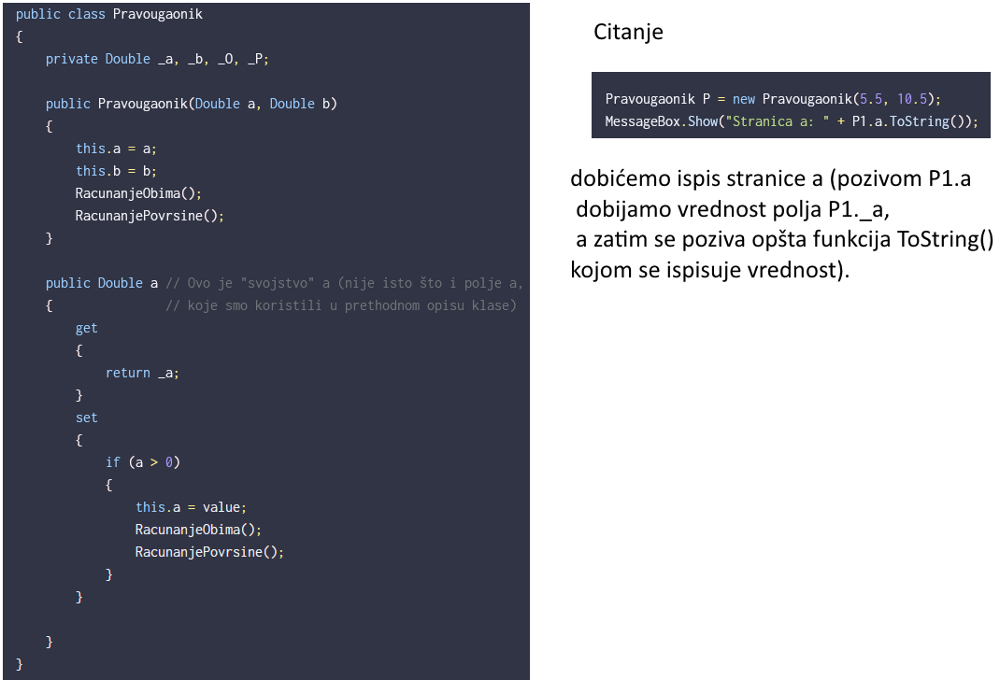 public class Pravougaonik
{
private Double _a, _b, _O, _P;
public Pravougaonik(Double a, Double b)
{
this.a = a;
this.b = b;
RacunanjeObima();
RacunanjePovrsine();
}
public Double a // Ovo je "svojstvo" a (nije isto što i polje a,
{ // koje smo koristili u prethodnom opisu klase)
get
{
return _a;
}
set
{
if (a > 0)
{
this.a = value;
RacunanjeObima();
RacunanjePovrsine();
}
}
}
}
Citanje
Pravougaonik P = new Pravougaonik(5.5, 10.5);
MessageBox.Show("Stranica a: " + P1.a.ToString());
dobićemo ispis stranice a (pozivom P1.a
dobijamo vrednost polja P1._a,
a zatim se poziva opšta funkcija ToString()
kojom se ispisuje vrednost).